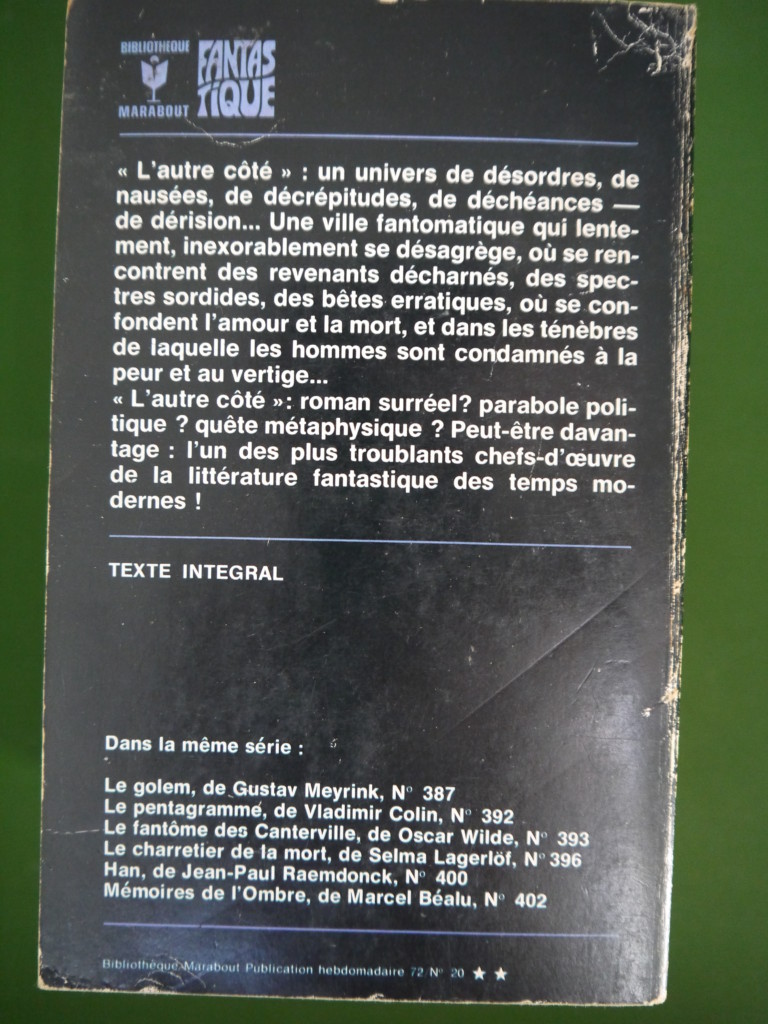 BIBLIOTHEQUE
MARABOUT
FANTAS
TIQUE
« L'autre côté » : un univers de désordres, de
nausées, de décrépitudes, de déchéances —
de dérision... Une ville fantomatique qui lente-
ment, inexorablement se désagrège, où se ren-
contrent des revenants décharnés, des spec-
tres sordides, des bêtes erratiques, où se con-
fondent l'amour et la mort, et dans les ténèbres
de laquelle les hommes sont condamnés à la
peur et au vertige...
« L'autre côté »: roman surréel? parabole poli-
tique ? quête métaphysique ? Peut-être davan-
tage : l'un des plus troublants chefs-d'œuvre
de la littérature fantastique des temps mo-
dernes !
TEXTE INTEGRAL
Dans la même série :
Le golem, de Gustav Meyrink, N° 387
Le pentagramme, de Vladimir Colin, N° 392
Le fantôme des Canterville, de Oscar Wilde, N° 393
Le charretier de la mort, de Selma Lagerlöf, N° 396
Han, de Jean-Paul Raemdonck, N° 400
Mémoires de l'Ombre, de Marcel Béalu, N° 402
Bibliothèque Marabout Publication hebdomadaire 72 N° 20 ★ ★